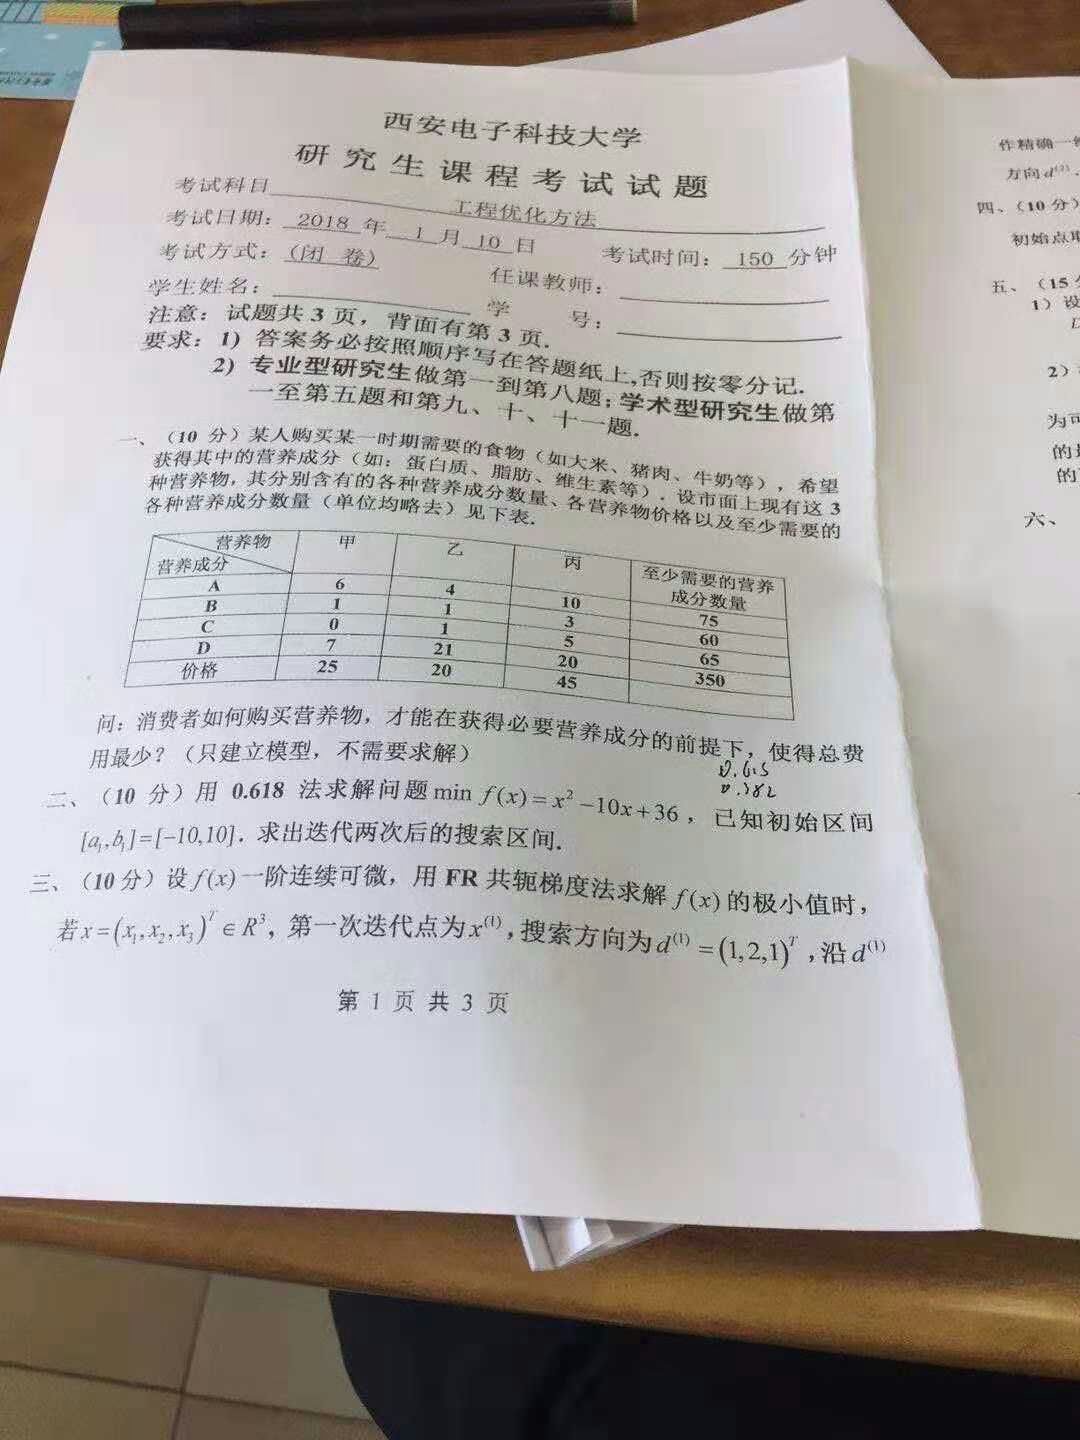 西安电子科技大学
研究生课程考试试题
考试科目 工程优化方法
考试日期： 2018 年 1 月 10 日 考试时间： 150 分钟
考试方式：(闭 卷) 任课教师：
学生姓名： 学 号：
注意：试题共 3 页，背面有第 3 页.
要求：1) 答案务必按照顺序写在答题纸上,否则按零分记.
2) 专业型研究生做第一到第八题；学术型研究生做第
一至第五题和第九、十、十一题.
一、（10 分）某人购买某一时期需要的食物（如大米、猪肉、牛奶等），希望
获得其中的营养成分（如：蛋白质、脂肪、维生素等）. 设市面上现有这 3
种营养物，其分别含有的各种营养成分数量、各营养物价格以及至少需要的
各种营养成分数量（单位均略去）见下表.
营养物 营养成分 甲 乙 丙 至少需要的营养成分数量
A 6 4 10 75
B 1 1 3 60
C 0 1 5 65
D 7 21 20 350
价格 25 20 45
问：消费者如何购买营养物，才能在获得必要营养成分的前提下，使得总费
用最少？（只建立模型，不需要求解）
0.382
二、（10 分）用 0.618 法求解问题 min f(x)=x²−10x+36，已知初始区间
[a₁,b₁]=[−10,10]. 求出迭代两次后的搜索区间.
三、（10 分）设 f(x) 一阶连续可微，用 FR 共轭梯度法求解 f(x) 的极小值时，
若 x=(x₁,x₂,x₃)ᵀ∈R³，第一次迭代点为 x⁽¹⁾，搜索方向为 d⁽¹⁾=(1,2,1)ᵀ，沿 d⁽¹⁾
第 1 页 共 3 页
作精确一
方向 d⁽²⁾.
四、（10 分）
初始点
五、（15
1）设
2）
为可
的
的
六、